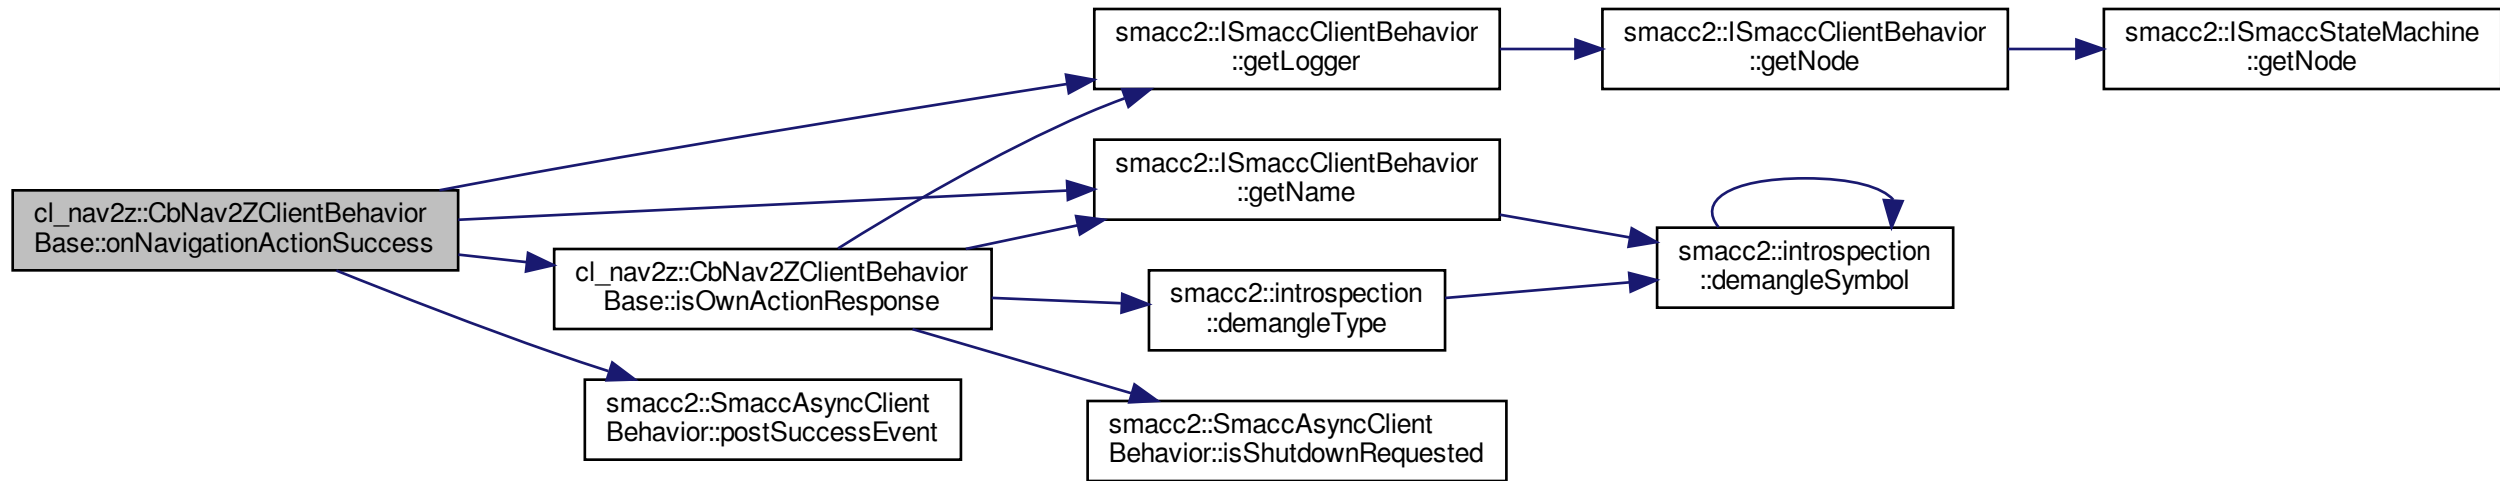 cl_nav2z::CbNav2ZClientBehavior
Base::onNavigationActionSuccess
smacc2::ISmaccClientBehavior
::getLogger
smacc2::ISmaccClientBehavior
::getNode
smacc2::ISmaccStateMachine
::getNode
smacc2::ISmaccClientBehavior
::getName
smacc2::introspection
::demangleSymbol
cl_nav2z::CbNav2ZClientBehavior
Base::isOwnActionResponse
smacc2::introspection
::demangleType
smacc2::SmaccAsyncClient
Behavior::postSuccessEvent
smacc2::SmaccAsyncClient
Behavior::isShutdownRequested